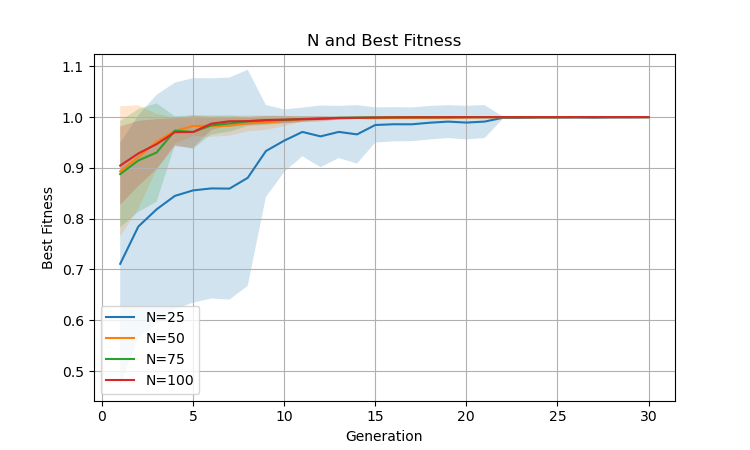 N and Best Fitness
1.1
1.0
0.9
0.8
0.7
0.6
0.5
Best Fitness
N=25
N=50
N=75
N=100
0 5 10 15 20 25 30
Generation